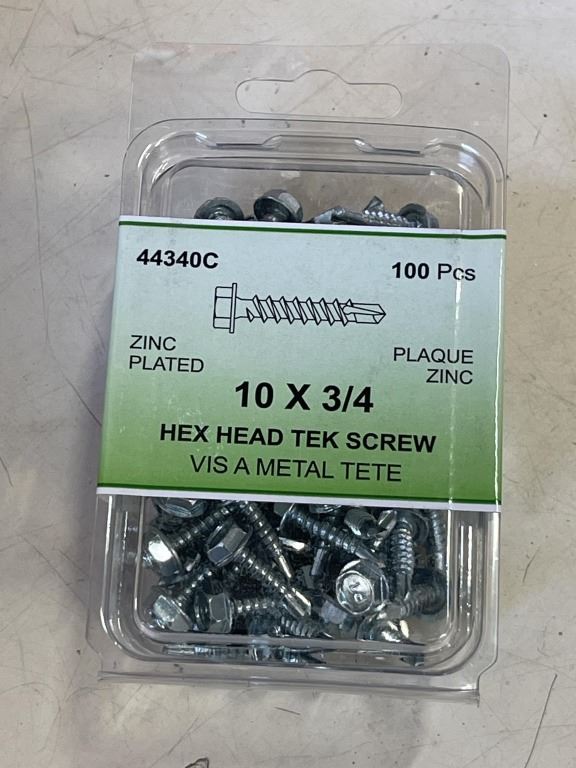 44340C
100 Pcs
ZINC
PLATED
PLAQUE
ZINC
10 X 3/4
HEX HEAD TEK SCREW
VIS A METAL TETE